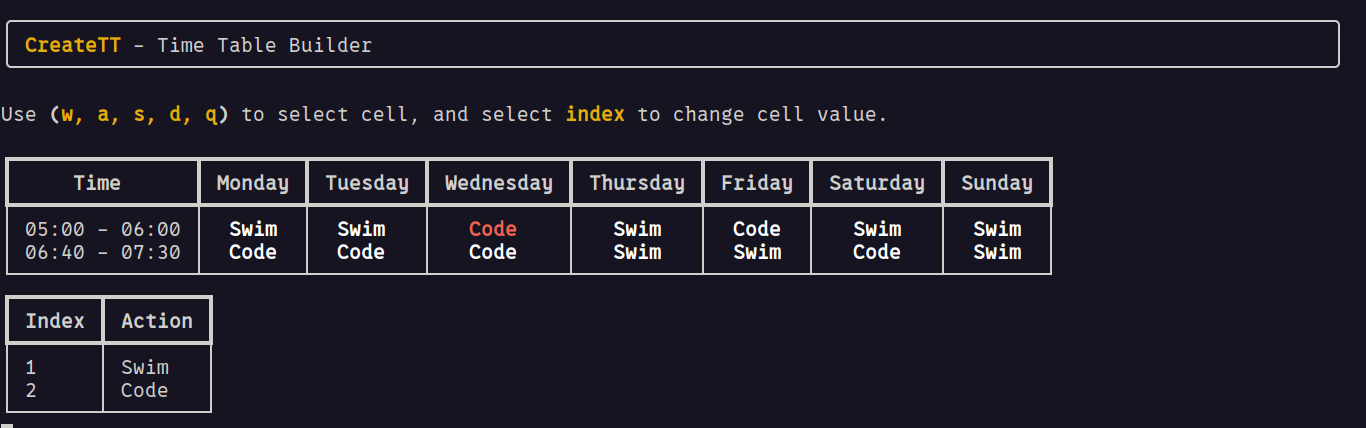 CreateTT - Time Table Builder
Use (w, a, s, d, q) to select cell, and select index to change cell value.
Time Monday Tuesday Wednesday Thursday Friday Saturday Sunday
05:00 - 06:00 Swim Swim Code Swim Code Swim Swim
06:40 - 07:30 Code Code Code Swim Swim Code Swim
Index Action
1 Swim
2 Code